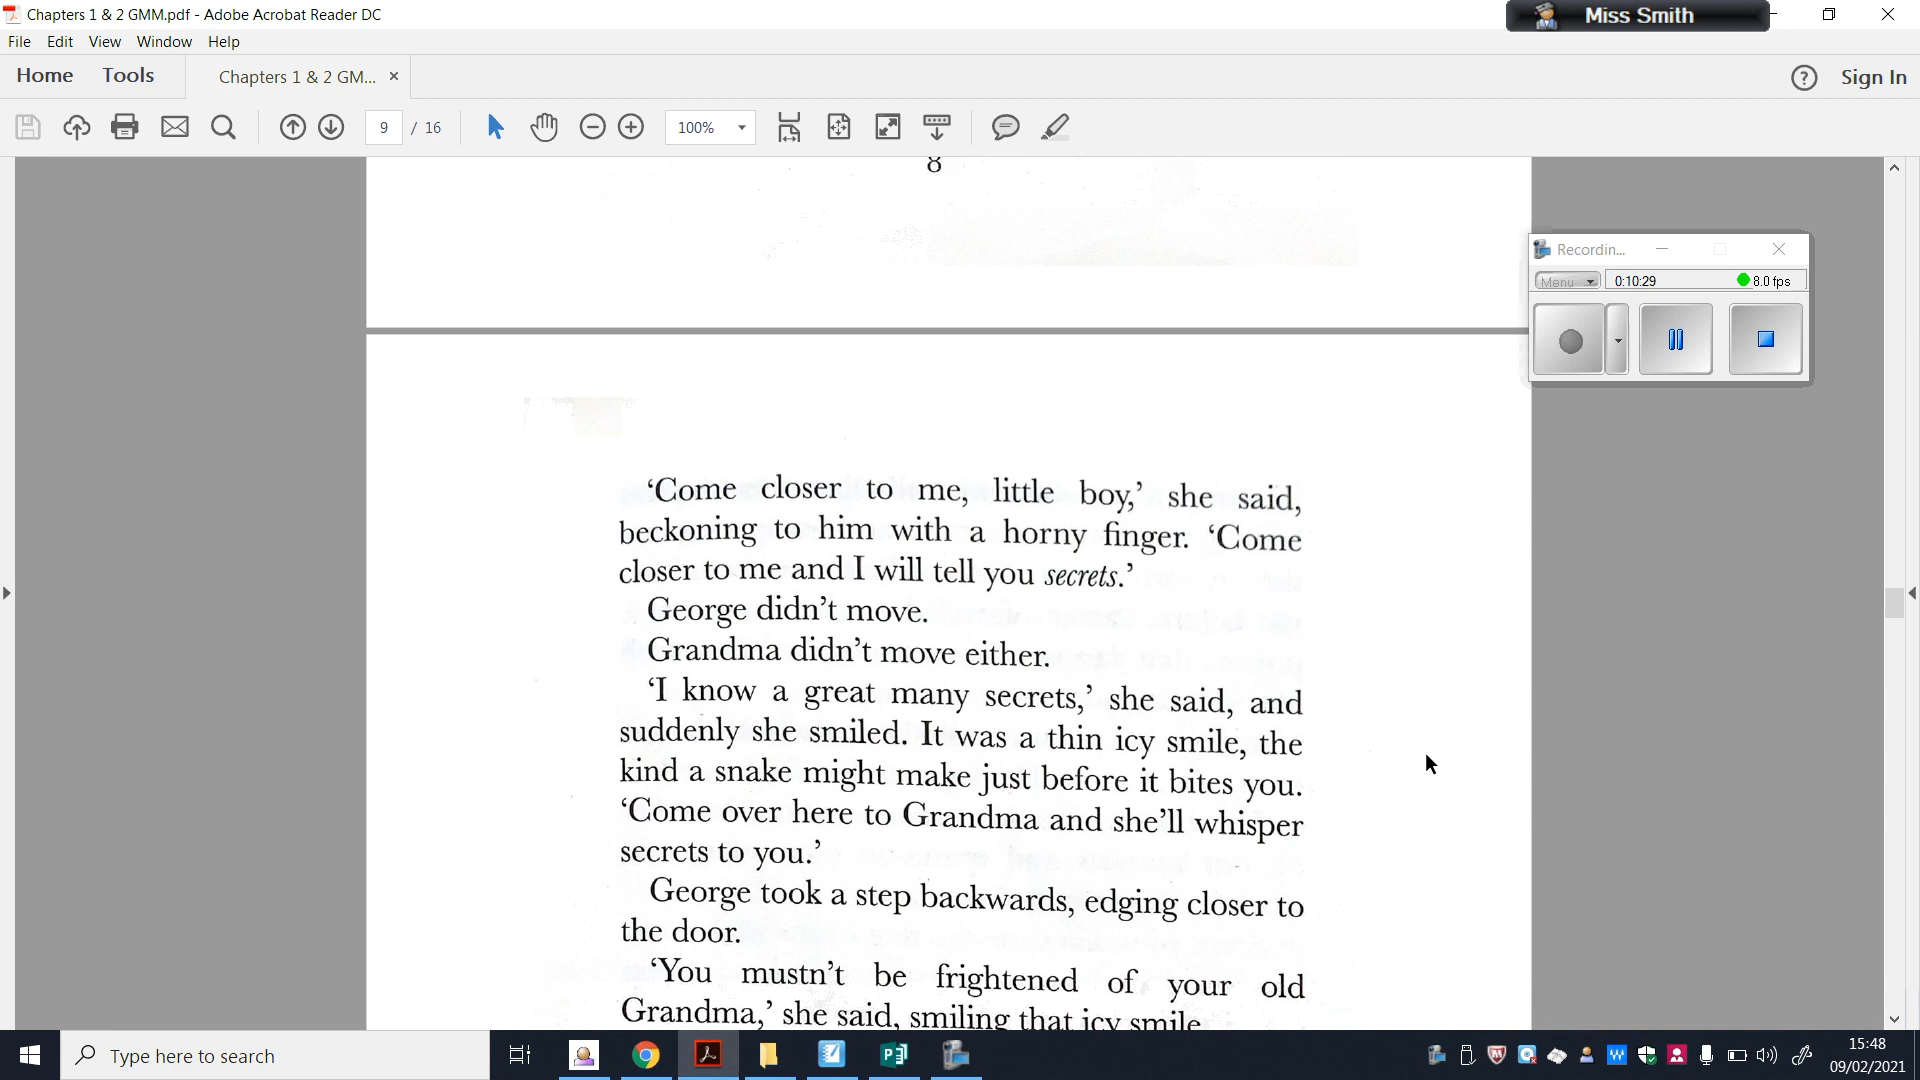 Chapters 1 & 2 GMM.pdf - Adobe Acrobat Reader DC
Miss Smith
File Edit View Window Help
Home Tools Chapters 1 & 2 GM... × Sign In
9 / 16 100%
8
Recordin...
Menu 0:10:29 8.0 fps
‘Come closer to me, little boy,’ she said,
beckoning to him with a horny finger. ‘Come
closer to me and I will tell you secrets.’
George didn’t move.
Grandma didn’t move either.
‘I know a great many secrets,’ she said, and
suddenly she smiled. It was a thin icy smile, the
kind a snake might make just before it bites you.
‘Come over here to Grandma and she’ll whisper
secrets to you.’
George took a step backwards, edging closer to
the door.
‘You mustn’t be frightened of your old
Grandma,’ she said, smiling that icy smile
Type here to search
15:48
09/02/2021